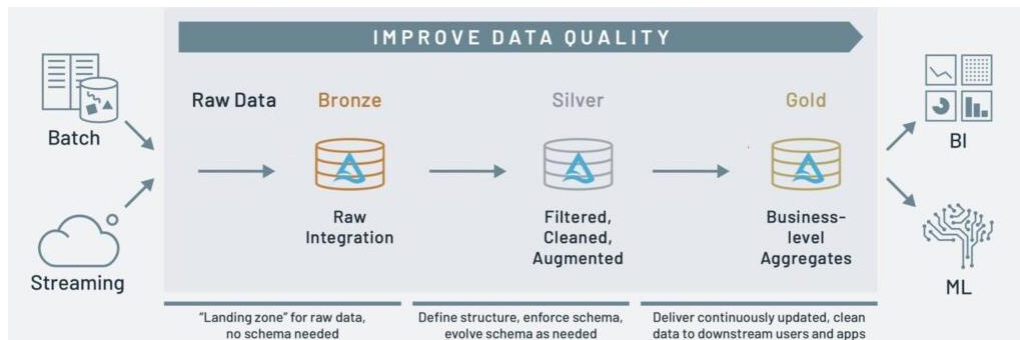 IMPROVE DATA QUALITY
Batch
Streaming
Raw Data
Bronze
Raw
Integration
Silver
Filtered,
Cleaned,
Augmented
Gold
Business-
level
Aggregates
"Landing zone" for raw data,
no schema needed
Define structure, enforce schema,
evolve schema as needed
Deliver continuously updated, clean
data to downstream users and apps
BI
ML